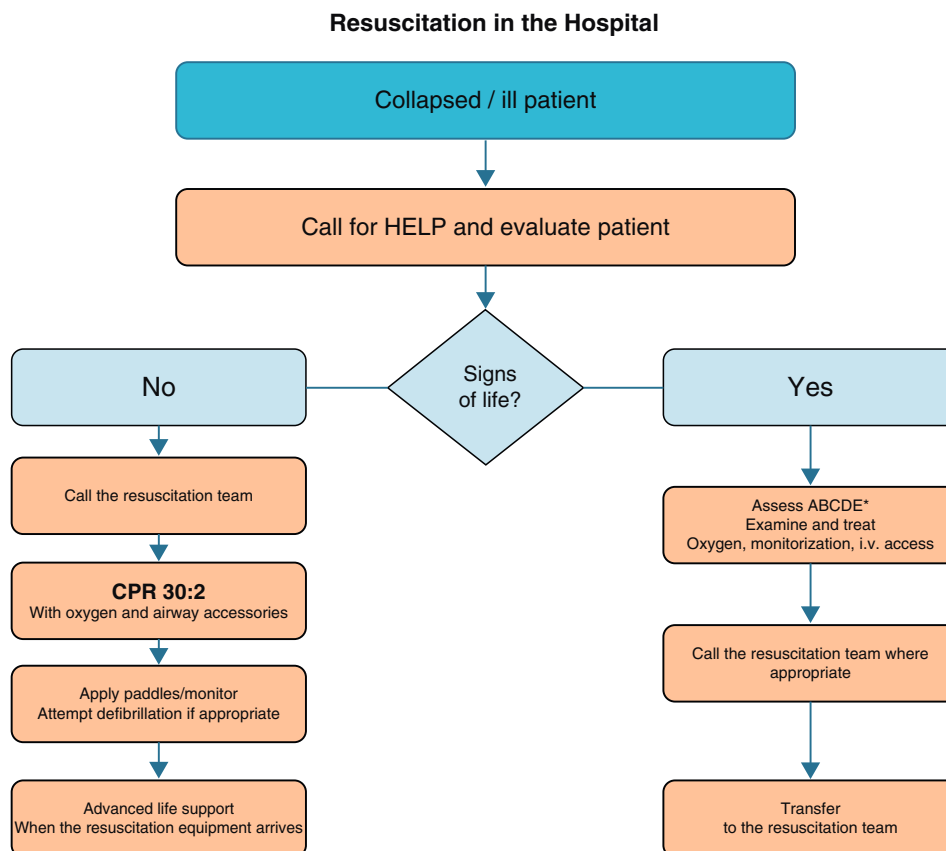 Resuscitation in the Hospital
Collapsed / ill patient
Call for HELP and evaluate patient
Signs
of life?
No
Yes
Call the resuscitation team
CPR 30:2
With oxygen and airway accessories
Apply paddles/monitor
Attempt defibrillation if appropriate
Advanced life support
When the resuscitation equipment arrives
Assess ABCDE*
Examine and treat
Oxygen, monitorization, i.v. access
Call the resuscitation team where
appropriate
Transfer
to the resuscitation team